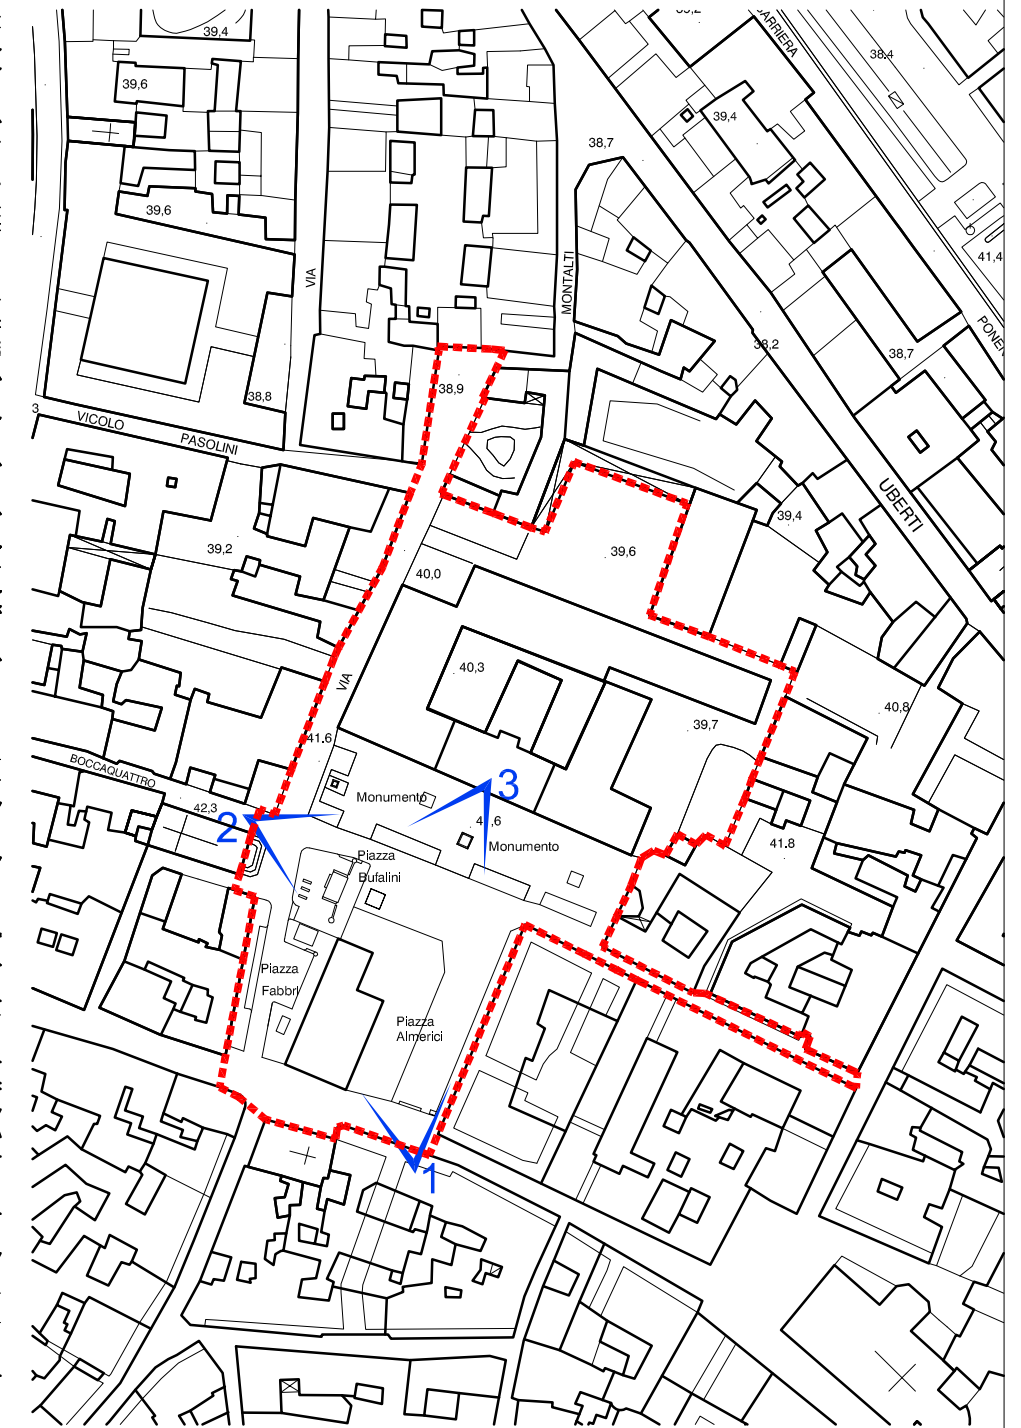 39,4
39,6
39,6
VIA
MONTALTI
38,7
39,4
BARRIERA
38.4
41,4
PONEN
38,2
38,7
38,8
38,9
3
VICOLO
PASOLINI
39,2
40,0
39,6
39,4
UBERTI
40,3
VIA
39,7
40,8
41.6
BOCCAQUATTRO
42,3
2
Monumento
3
,6
Monumento
41.8
Piazza
Bufalini
Piazza
Fabbri
Piazza
Almerici
1